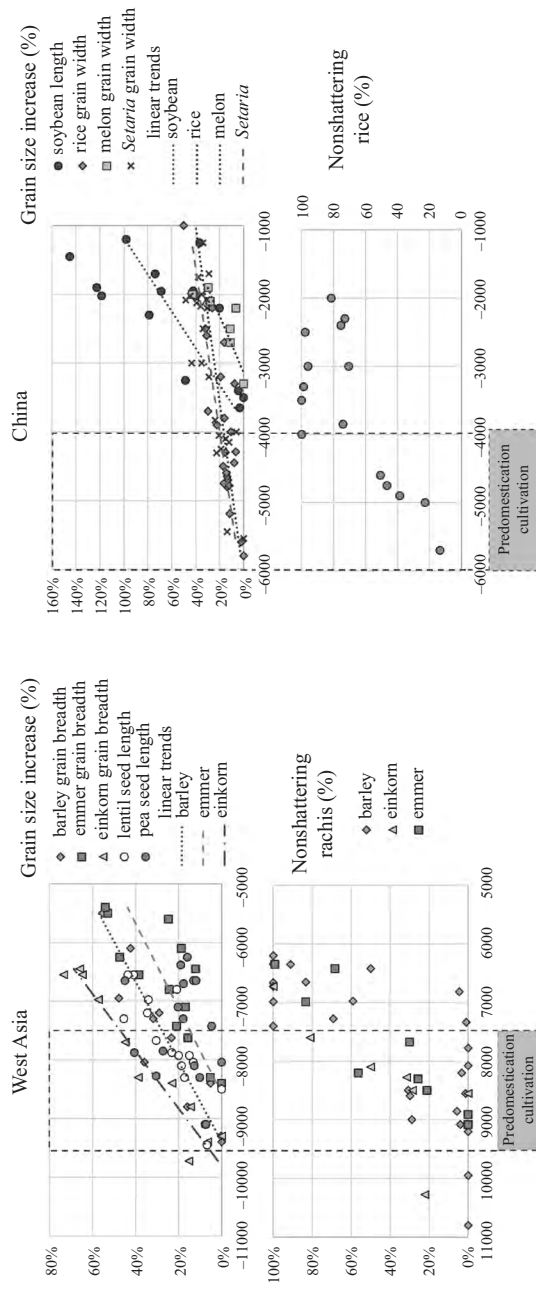 West Asia
Grain size increase (%)
80%
60%
40%
20%
0%
−11000
−10000
−9000
−8000
−7000
−6000
−5000
barley grain breadth
emmer grain breadth
einkorn grain breadth
lentil seed length
pea seed length
linear trends
barley
emmer
einkorn
Nonshattering
rachis (%)
100%
80%
60%
40%
20%
0%
11000
10000
9000
8000
7000
6000
5000
barley
einkorn
emmer
Predomestication
cultivation
China
Grain size increase (%)
160%
140%
120%
100%
80%
60%
40%
20%
0%
−6000
−5000
−4000
−3000
−2000
−1000
soybean length
rice grain width
melon grain width
Setaria grain width
linear trends
soybean
rice
melon
Setaria
Nonshattering
rice (%)
100
80
60
40
20
0
−6000
−5000
−4000
−3000
−2000
−1000
Predomestication
cultivation